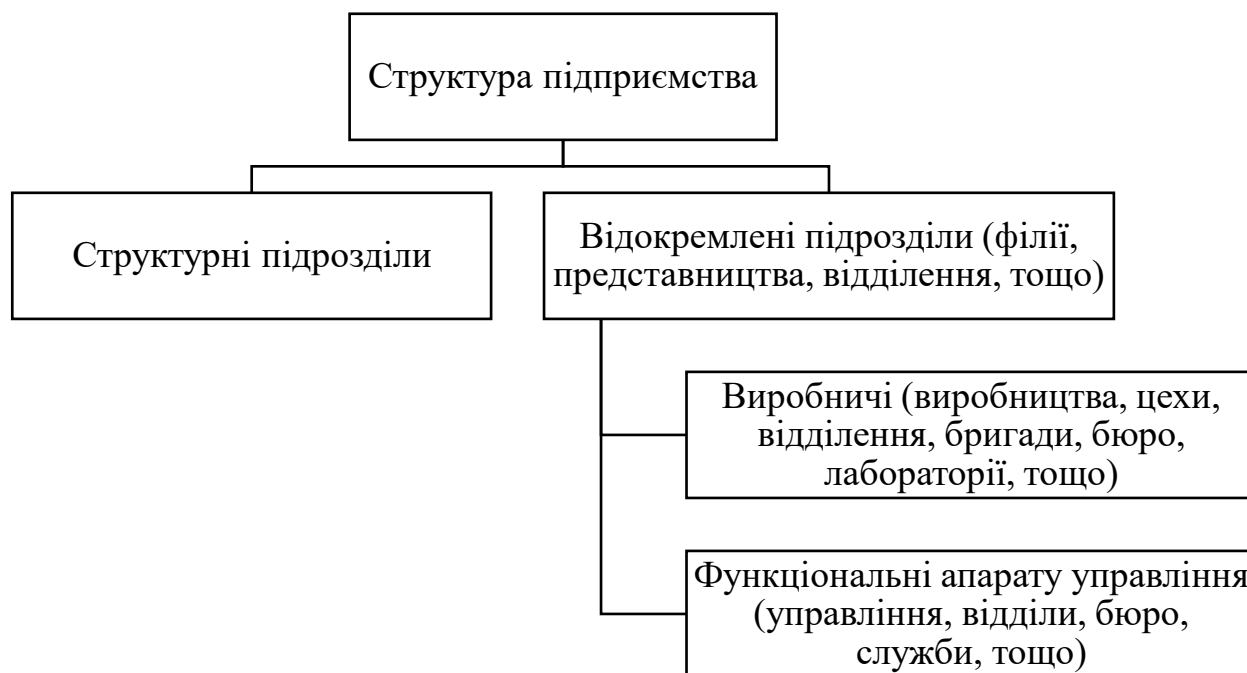 Структура підприємства
Структурні підрозділи
Відокремлені підрозділи (філії,
представництва, відділення, тощо)
Виробничі (виробництва, цехи,
відділення, бригади, бюро,
лабораторії, тощо)
Функціональні апарату управління
(управління, відділи, бюро,
служби, тощо)